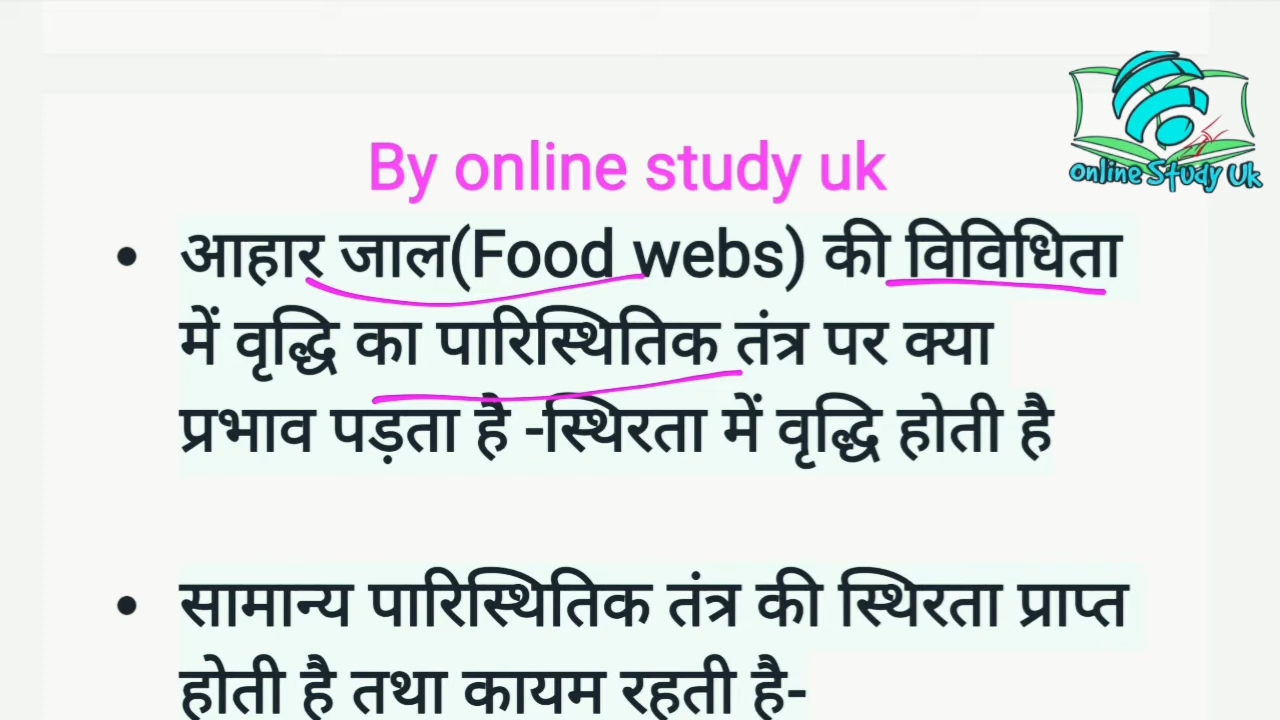 Online Study Uk
By online study uk
• आहार जाल(Food webs) की विविधिता
में वृद्धि का पारिस्थितिक तंत्र पर क्या
प्रभाव पड़ता है -स्थिरता में वृद्धि होती है
• सामान्य पारिस्थितिक तंत्र की स्थिरता प्राप्त
होती है तथा कायम रहती है-